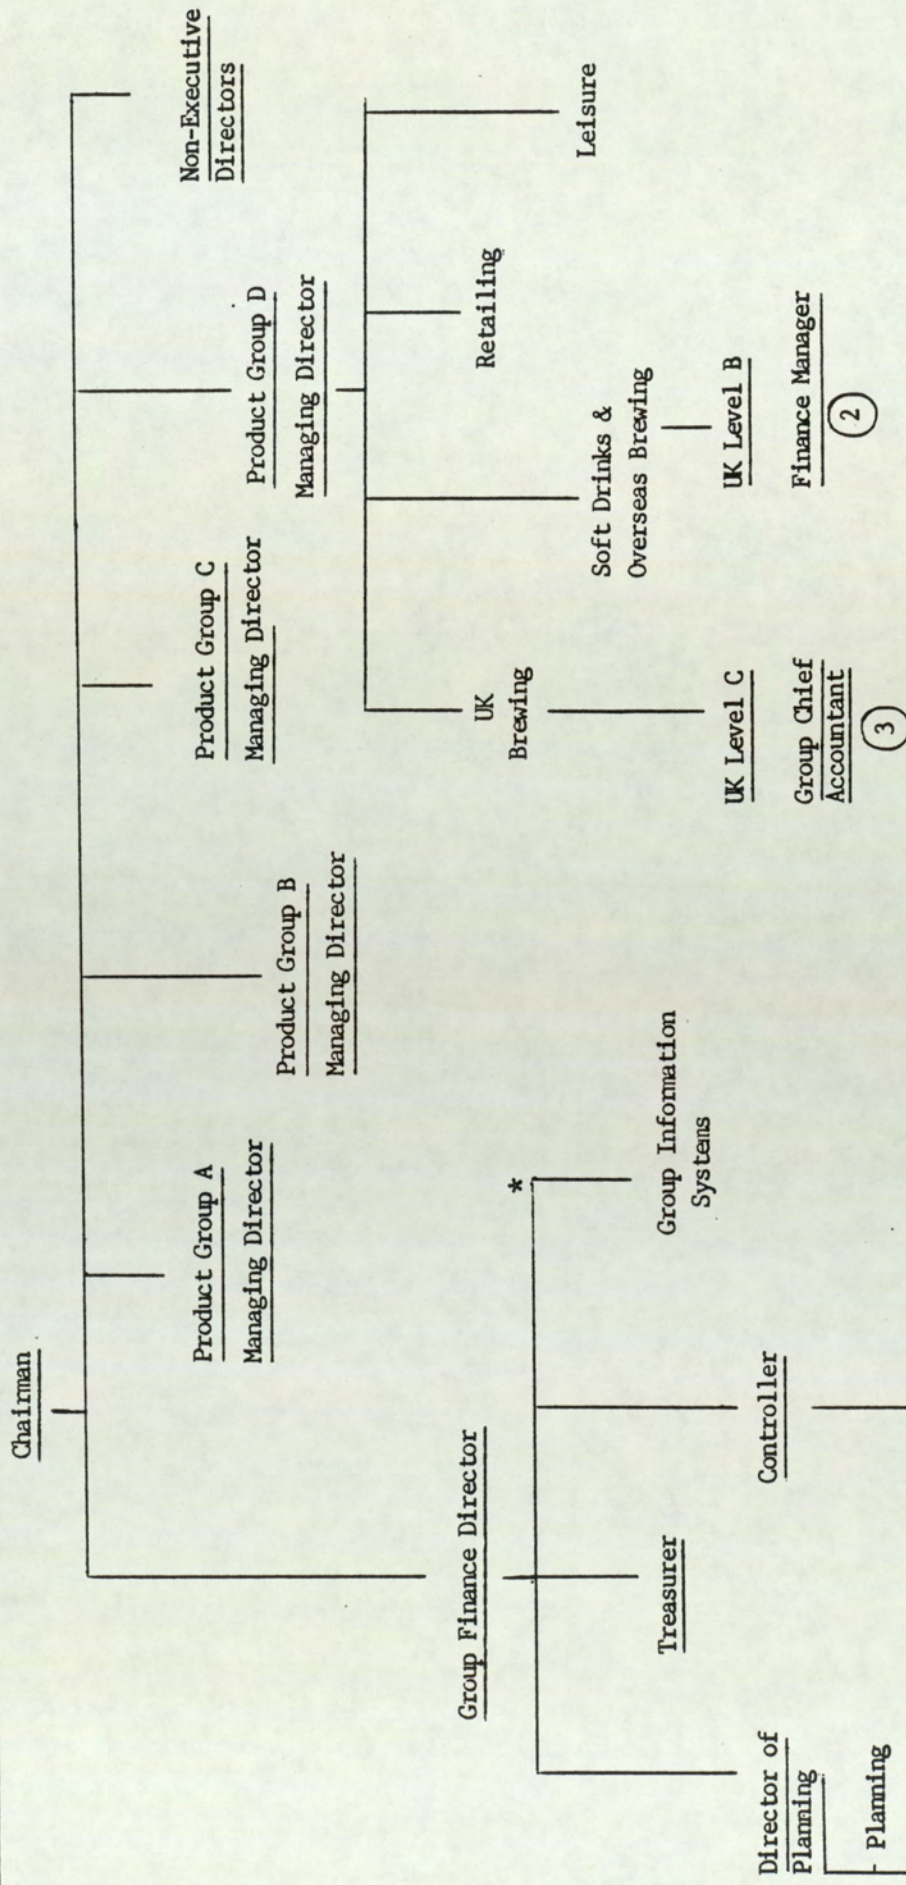 Chairman
Non-Executive
Directors
Product Group A
Managing Director
Product Group B
Managing Director
Product Group C
Managing Director
Product Group D
Managing Director
Group Finance Director
*
Director of
Planning
Planning
Treasurer
Controller
Group Information
Systems
UK
Brewing
Soft Drinks &
Overseas Brewing
Retailing
Leisure
UK Level C
Group Chief
Accountant
3
UK Level B
Finance Manager
2